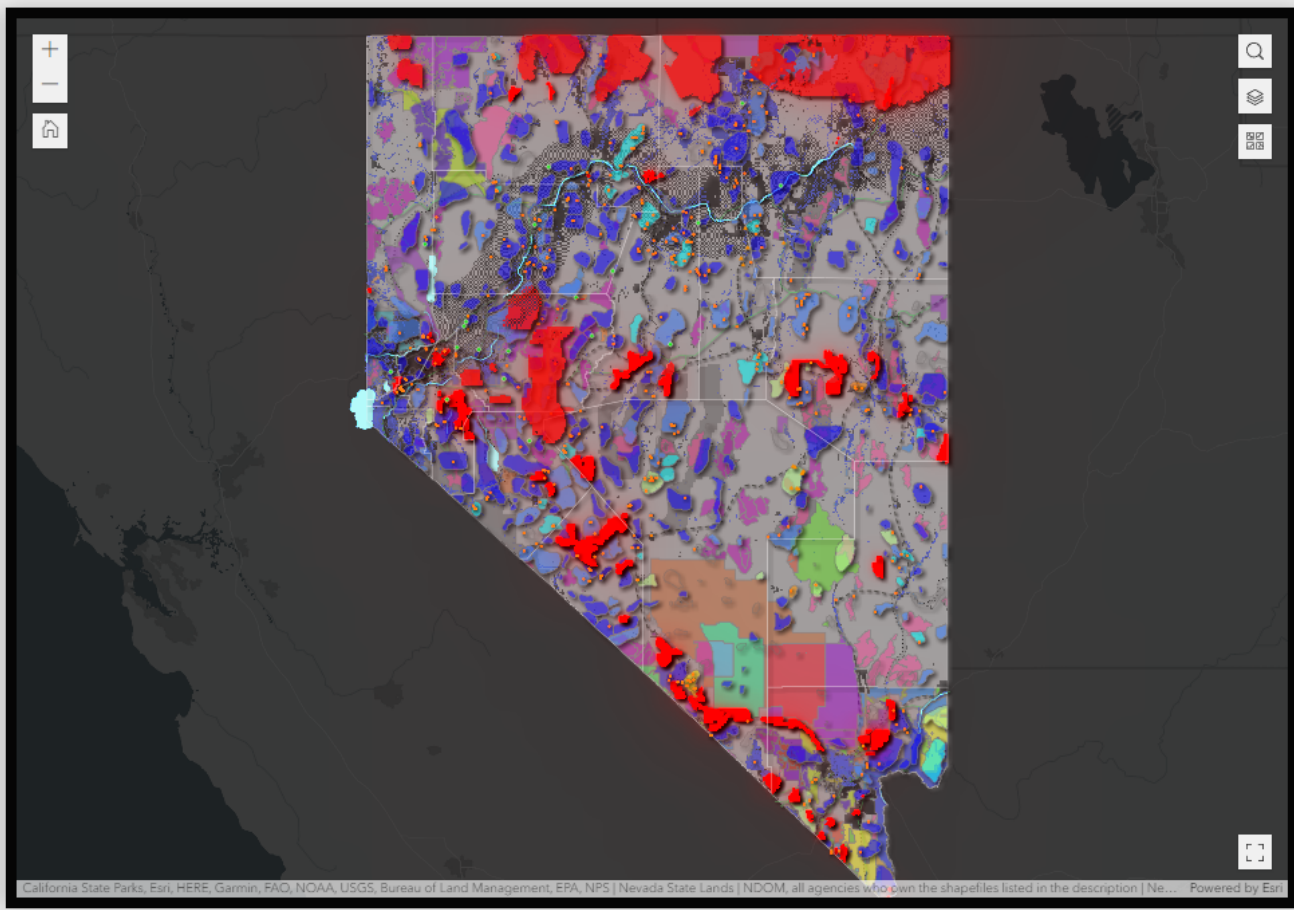 California State Parks, Esri, HERE, Garmin, FAO, NOAA, USGS, Bureau of Land Management, EPA, NPS | Nevada State Lands | NDOM, all agencies who own the shapefiles listed in the description | Ne... Powered by Esri